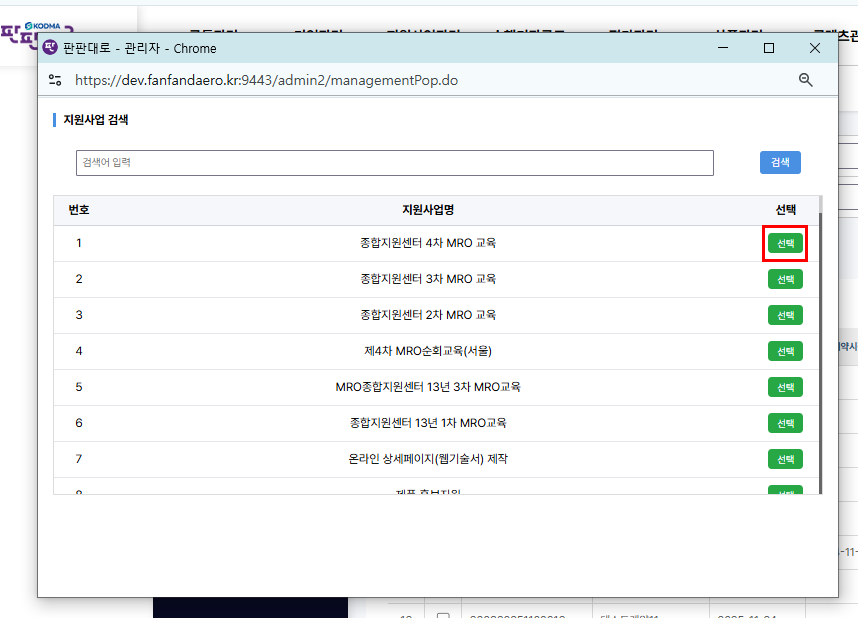 KODMA
판판대로 - 관리자 - Chrome
https://dev.fanfandaero.kr:9443/admin2/managementPop.do
지원사업 검색
검색어 입력
검색
번호 지원사업명 선택
1 종합지원센터 4차 MRO 교육 선택
2 종합지원센터 3차 MRO 교육 선택
3 종합지원센터 2차 MRO 교육 선택
4 제4차 MRO순회교육(서울) 선택
5 MRO종합지원센터 13년 3차 MRO교육 선택
6 종합지원센터 13년 1차 MRO교육 선택
7 온라인 상세페이지(웹기술서) 제작 선택
8 제품 홍보지원 선택